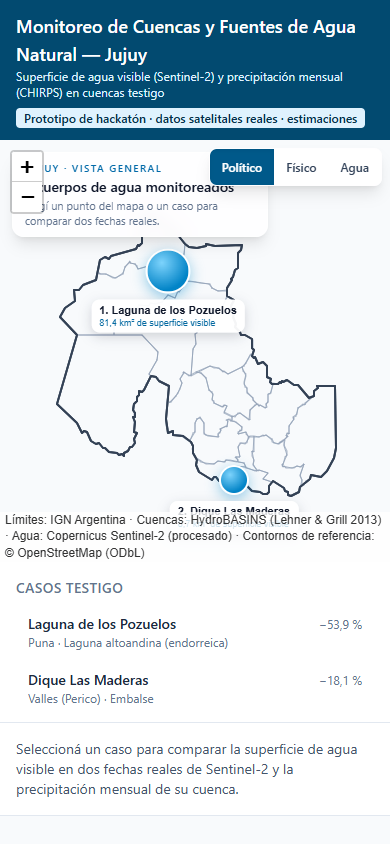 Monitoreo de Cuencas y Fuentes de Agua
Natural — Jujuy
Superficie de agua visible (Sentinel-2) y precipitación mensual
(CHIRPS) en cuencas testigo
Prototipo de hackatón · datos satelitales reales · estimaciones
+
−
UY · VISTA GENERAL
Político
Físico
Agua
uerpos de agua monitoreados
gí un punto del mapa o un caso para
comparar dos fechas reales.
1. Laguna de los Pozuelos
81,4 km² de superficie visible
2. Dique Las Maderas
Límites: IGN Argentina · Cuencas: HydroBASINS (Lehner & Grill 2013)
· Agua: Copernicus Sentinel-2 (procesado) · Contornos de referencia:
© OpenStreetMap (ODbL)
CASOS TESTIGO
Laguna de los Pozuelos
−53,9 %
Puna · Laguna altoandina (endorreica)
Dique Las Maderas
−18,1 %
Valles (Perico) · Embalse
Seleccioná un caso para comparar la superficie de agua
visible en dos fechas reales de Sentinel-2 y la
precipitación mensual de su cuenca.